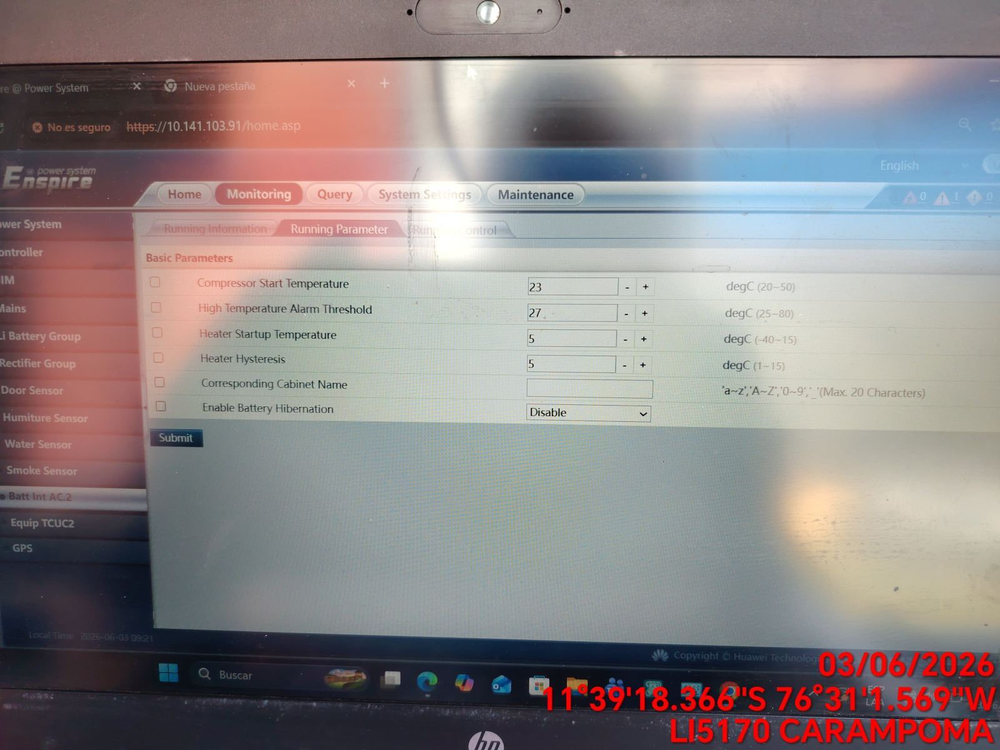 re @ Power System
Nueva pestaña
No es seguro https://10.141.103.91/home.asp
power system
Enspire
English
Home Monitoring Query System Settings Maintenance
0 1 0
ower System
ontroller
IM
Mains
Li Battery Group
Rectifier Group
Door Sensor
Humiture Sensor
Water Sensor
Smoke Sensor
Batt Int AC.2
Equip TCUC2
GPS
Running Information Running Parameter Running Control
Basic Parameters
Compressor Start Temperature 23 - + degC (20~50)
High Temperature Alarm Threshold 27 - + degC (25~80)
Heater Startup Temperature 5 - + degC (-40~15)
Heater Hysteresis 5 - + degC (1~15)
Corresponding Cabinet Name 'a~z','A~Z','0~9','_'(Max. 20 Characters)
Enable Battery Hibernation Disable
Submit
Local Time 2026-06-03 09:21
Copyright © Huawei Technologi
Buscar
ESP
LAA
03/06/2026
11°39'18.366"S 76°31'1.569"W
LI5170 CARAMPOMA
hp